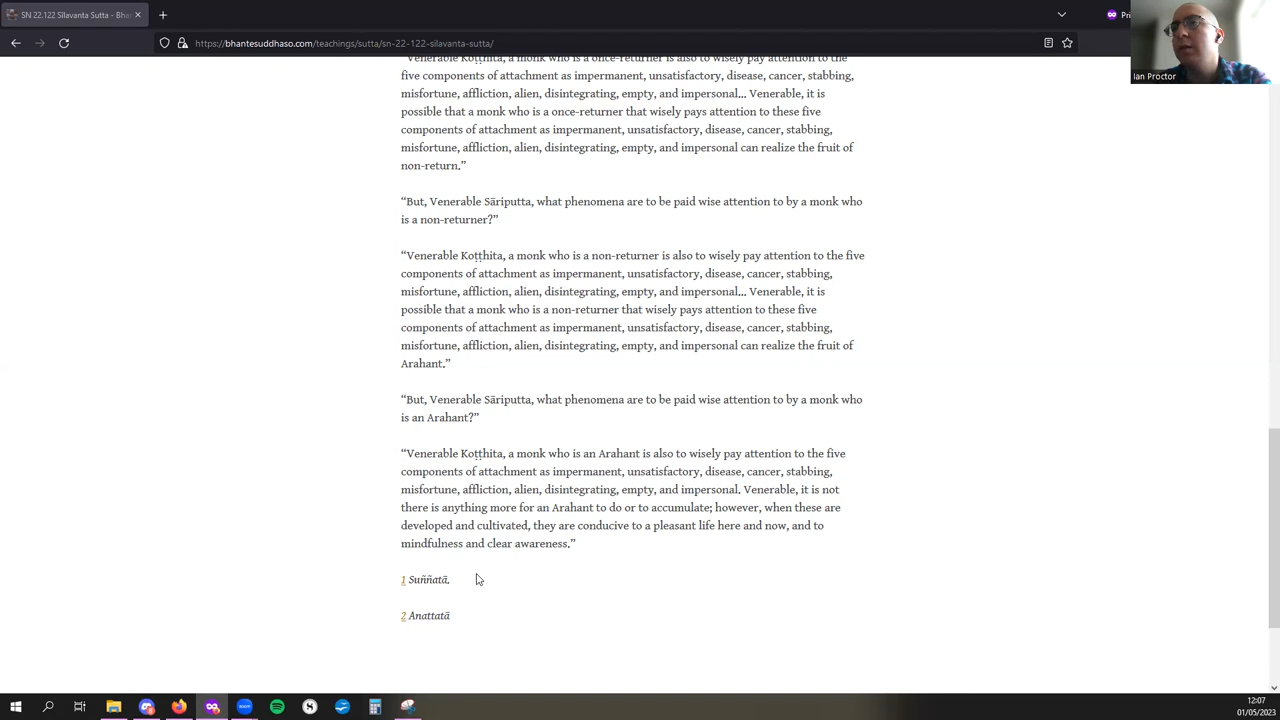 SN 22.122 Sīlavanta Sutta - Bha
Pri
https://bhantesuddhaso.com/teachings/sutta/sn-22-122-silavanta-sutta/
Ian Proctor
“Venerable Koṭṭhita, a monk who is a once-returner is also to wisely pay attention to the
five components of attachment as impermanent, unsatisfactory, disease, cancer, stabbing,
misfortune, affliction, alien, disintegrating, empty, and impersonal... Venerable, it is
possible that a monk who is a once-returner that wisely pays attention to these five
components of attachment as impermanent, unsatisfactory, disease, cancer, stabbing,
misfortune, affliction, alien, disintegrating, empty, and impersonal can realize the fruit of
non-return.”
“But, Venerable Sāriputta, what phenomena are to be paid wise attention to by a monk who
is a non-returner?”
“Venerable Koṭṭhita, a monk who is a non-returner is also to wisely pay attention to the five
components of attachment as impermanent, unsatisfactory, disease, cancer, stabbing,
misfortune, affliction, alien, disintegrating, empty, and impersonal... Venerable, it is
possible that a monk who is a non-returner that wisely pays attention to these five
components of attachment as impermanent, unsatisfactory, disease, cancer, stabbing,
misfortune, affliction, alien, disintegrating, empty, and impersonal can realize the fruit of
Arahant.”
“But, Venerable Sāriputta, what phenomena are to be paid wise attention to by a monk who
is an Arahant?”
“Venerable Koṭṭhita, a monk who is an Arahant is also to wisely pay attention to the five
components of attachment as impermanent, unsatisfactory, disease, cancer, stabbing,
misfortune, affliction, alien, disintegrating, empty, and impersonal. Venerable, it is not
there is anything more for an Arahant to do or to accumulate; however, when these are
developed and cultivated, they are conducive to a pleasant life here and now, and to
mindfulness and clear awareness.”
1 Suññatā.
2 Anattatā
12:07
01/05/2023